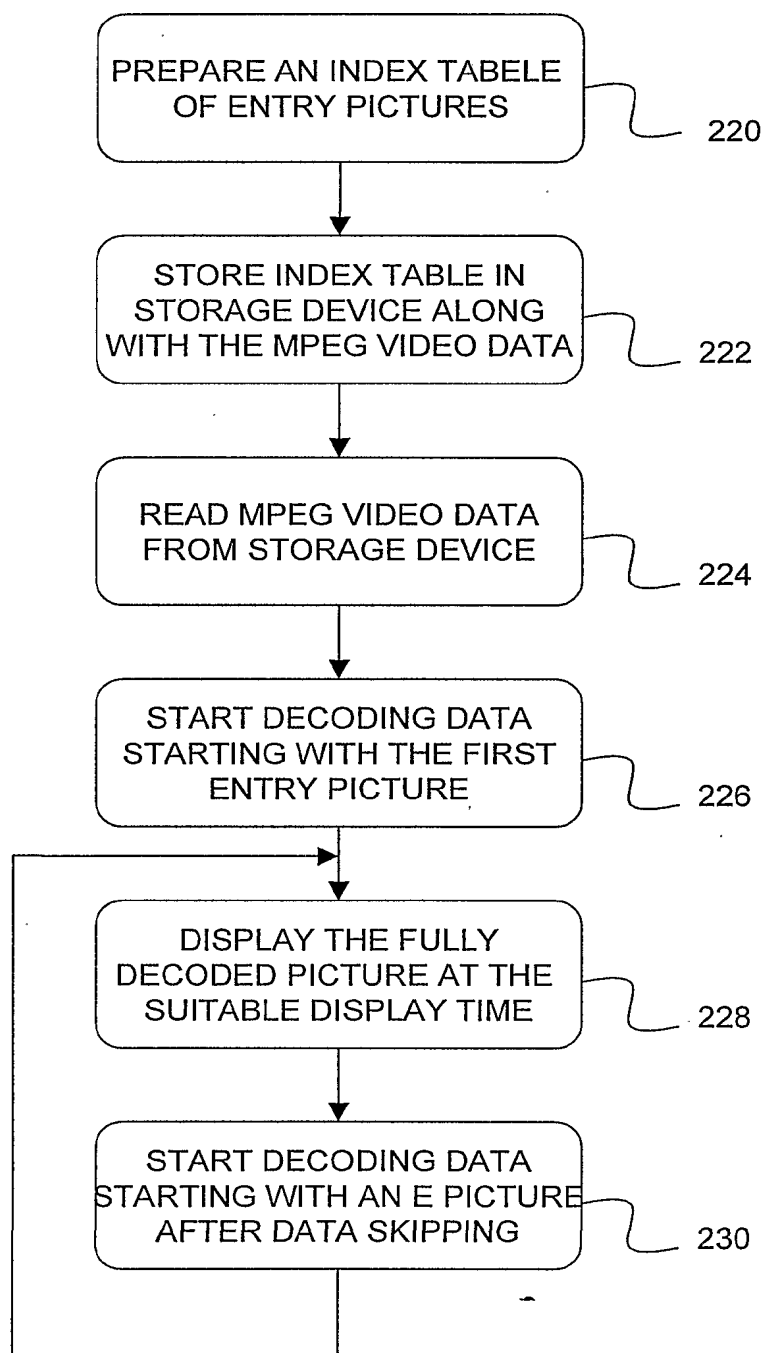 PREPARE AN INDEX TABELE
OF ENTRY PICTURES
220
STORE INDEX TABLE IN
STORAGE DEVICE ALONG
WITH THE MPEG VIDEO DATA
222
READ MPEG VIDEO DATA
FROM STORAGE DEVICE
224
START DECODING DATA
STARTING WITH THE FIRST
ENTRY PICTURE
226
DISPLAY THE FULLY
DECODED PICTURE AT THE
SUITABLE DISPLAY TIME
228
START DECODING DATA
STARTING WITH AN E PICTURE
AFTER DATA SKIPPING
230